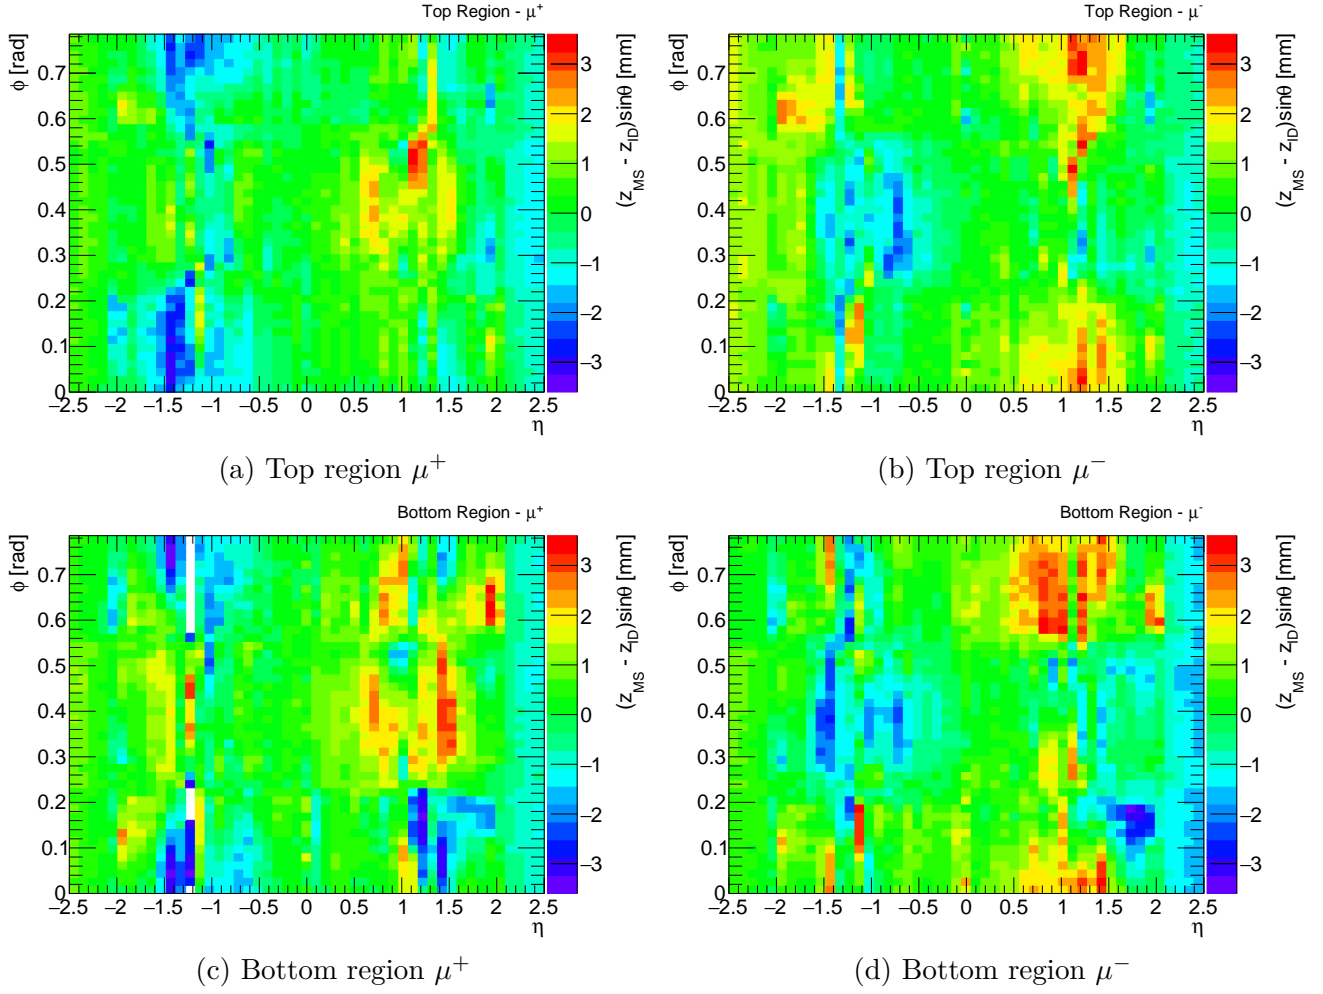 Top Region - μ⁺
φ [rad]
0.7
0.6
0.5
0.4
0.3
0.2
0.1
0
−2.5 −2 −1.5 −1 −0.5 0 0.5 1 1.5 2 2.5
η
3
2
1
0
−1
−2
−3
(z_MS - z_ID)sinθ [mm]
(a) Top region μ⁺
Top Region - μ⁻
φ [rad]
0.7
0.6
0.5
0.4
0.3
0.2
0.1
0
−2.5 −2 −1.5 −1 −0.5 0 0.5 1 1.5 2 2.5
η
3
2
1
0
−1
−2
−3
(z_MS - z_ID)sinθ [mm]
(b) Top region μ⁻
Bottom Region - μ⁺
φ [rad]
0.7
0.6
0.5
0.4
0.3
0.2
0.1
0
−2.5 −2 −1.5 −1 −0.5 0 0.5 1 1.5 2 2.5
η
3
2
1
0
−1
−2
−3
(z_MS - z_ID)sinθ [mm]
(c) Bottom region μ⁺
Bottom Region - μ⁻
φ [rad]
0.7
0.6
0.5
0.4
0.3
0.2
0.1
0
−2.5 −2 −1.5 −1 −0.5 0 0.5 1 1.5 2 2.5
η
3
2
1
0
−1
−2
−3
(z_MS - z_ID)sinθ [mm]
(d) Bottom region μ⁻